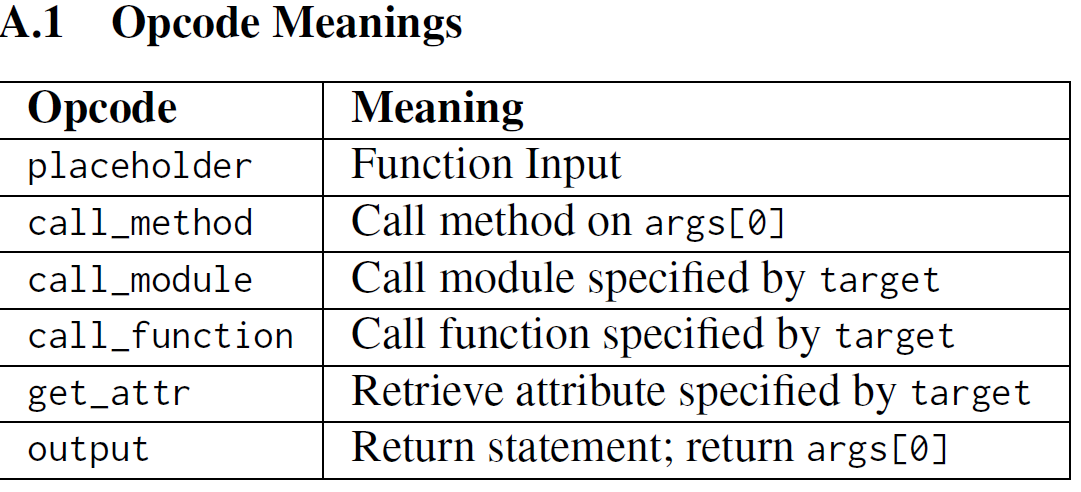 A.1 Opcode Meanings
Opcode Meaning
placeholder Function Input
call_method Call method on args[0]
call_module Call module specified by target
call_function Call function specified by target
get_attr Retrieve attribute specified by target
output Return statement; return args[0]